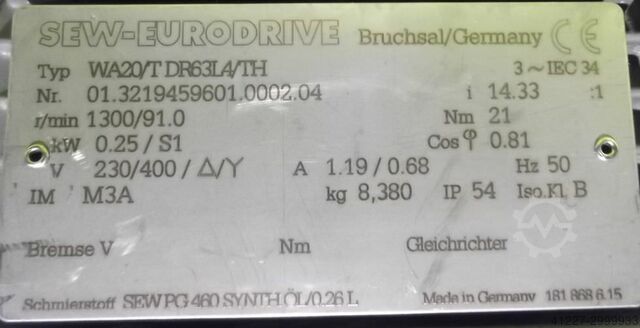 SEW-EURODRIVE Bruchsal/Germany CE
Typ WA20/T DR63L4/TH 3~IEC 34
Nr. 01.3219459601.0002.04 i 14.33 :1
r/min 1300/91.0 Nm 21
kW 0.25 / S1 Cos φ 0.81
V 230/400 / Δ/Y A 1.19 / 0.68 Hz 50
IM M3A kg 8,380 IP 54 Iso.Kl B
Bremse V Nm Gleichrichter
Schmierstoff SEW PG 460 SYNTH ÖL/0.26 L Made in Germany 181 868 6.15
Machineseeker
41227-2999933